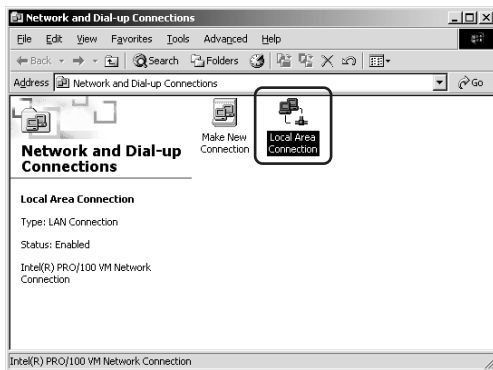 Network and Dial-up Connections
File Edit View Favorites Tools Advanced Help
Back Search Folders
Address Network and Dial-up Connections Go
Make New
Connection
Local Area
Connection
Network and Dial-up
Connections
Local Area Connection
Type: LAN Connection
Status: Enabled
Intel(R) PRO/100 VM Network
Connection
Intel(R) PRO/100 VM Network Connection